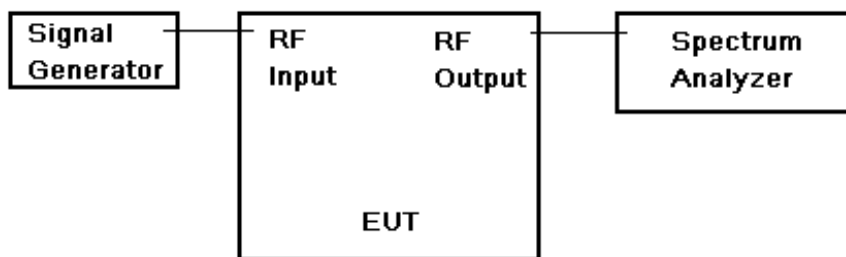 Signal
Generator
RF
Input
RF
Output
EUT
Spectrum
Analyzer